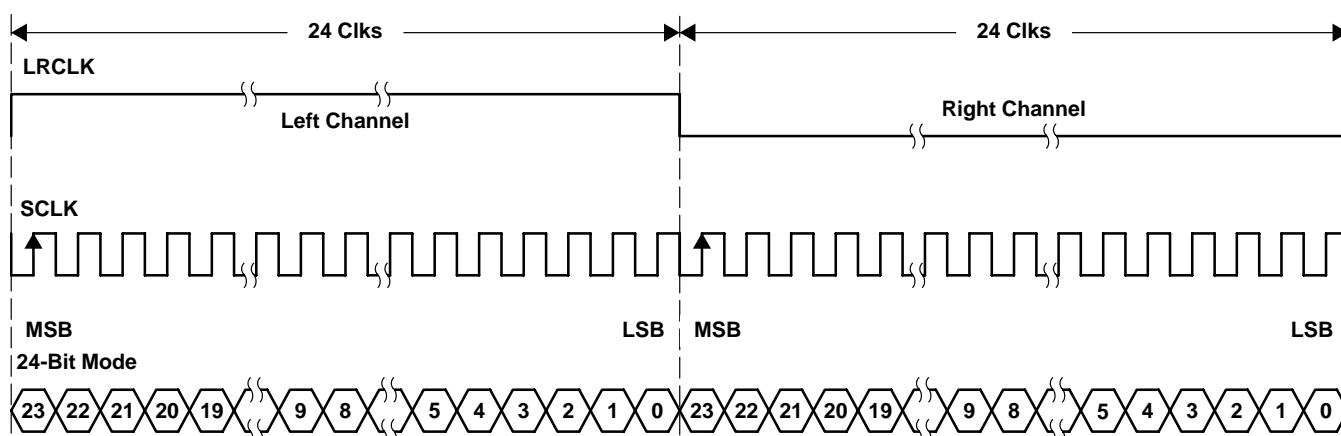 24 Clks 24 Clks
LRCLK
Left Channel Right Channel
SCLK
MSB LSB MSB LSB
24-Bit Mode
23 22 21 20 19 9 8 5 4 3 2 1 0 23 22 21 20 19 9 8 5 4 3 2 1 0